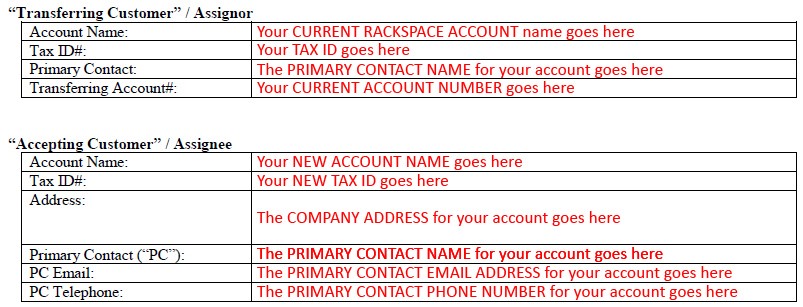 “Transferring Customer” / Assignor
Account Name: Your CURRENT RACKSPACE ACCOUNT name goes here
Tax ID#: Your TAX ID goes here
Primary Contact: The PRIMARY CONTACT NAME for your account goes here
Transferring Account#: Your CURRENT ACCOUNT NUMBER goes here
“Accepting Customer” / Assignee
Account Name: Your NEW ACCOUNT NAME goes here
Tax ID#: Your NEW TAX ID goes here
Address:
The COMPANY ADDRESS for your account goes here
Primary Contact (“PC”): The PRIMARY CONTACT NAME for your account goes here
PC Email: The PRIMARY CONTACT EMAIL ADDRESS for your account goes here
PC Telephone: The PRIMARY CONTACT PHONE NUMBER for your account goes here